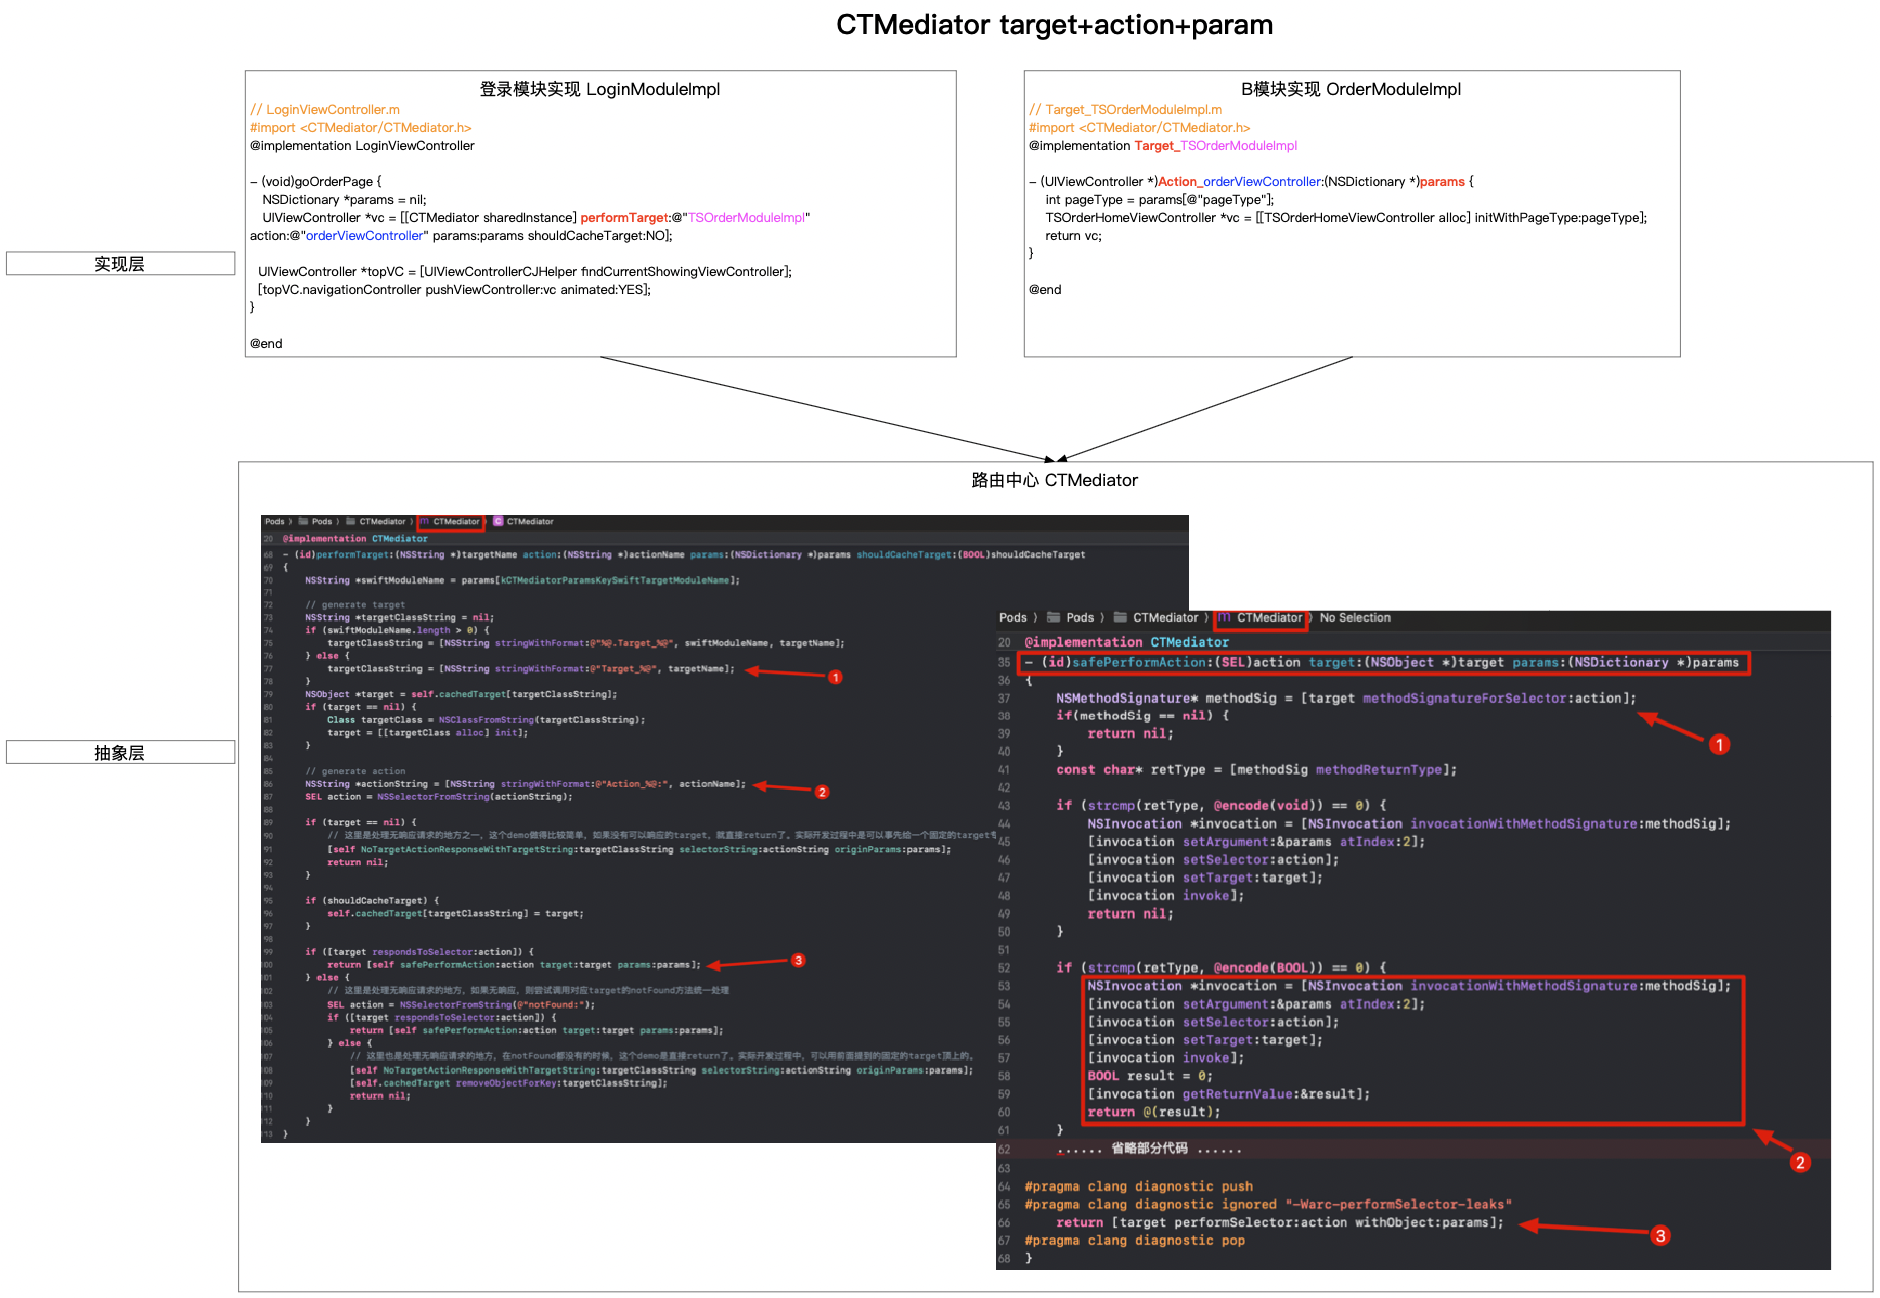 CTMediator target+action+param
登录模块实现 LoginModuleImpl
// LoginViewController.m
#import <CTMediator/CTMediator.h>
@implementation LoginViewController
- (void)goOrderPage {
NSDictionary *params = nil;
UIViewController *vc = [[CTMediator sharedInstance] performTarget:@"TSOrderModuleImpl"
action:@"orderViewController" params:params shouldCacheTarget:NO];
UIViewController *topVC = [UIViewControllerCJHelper findCurrentShowingViewController];
[topVC.navigationController pushViewController:vc animated:YES];
}
@end
B模块实现 OrderModuleImpl
// Target_TSOrderModuleImpl.m
#import <CTMediator/CTMediator.h>
@implementation Target_TSOrderModuleImpl
- (UIViewController *)Action_orderViewController:(NSDictionary *)params {
int pageType = params[@"pageType"];
TSOrderHomeViewController *vc = [[TSOrderHomeViewController alloc] initWithPageType:pageType];
return vc;
}
@end
实现层
抽象层
路由中心 CTMediator
Pods 〉 Pods 〉 CTMediator 〉 m CTMediator 〉 C CTMediator
20 @implementation CTMediator
68 - (id)performTarget:(NSString *)targetName action:(NSString *)actionName params:(NSDictionary *)params shouldCacheTarget:(BOOL)shouldCacheTarget
69 {
70 NSString *swiftModuleName = params[kCTMediatorParamsKeySwiftTargetModuleName];
71
72 // generate target
73 NSString *targetClassString = nil;
74 if (swiftModuleName.length > 0) {
75 targetClassString = [NSString stringWithFormat:@"%@.Target_%@", swiftModuleName, targetName];
76 } else {
77 targetClassString = [NSString stringWithFormat:@"Target_%@", targetName]; 1
78 }
79 NSObject *target = self.cachedTarget[targetClassString];
80 if (target == nil) {
81 Class targetClass = NSClassFromString(targetClassString);
82 target = [[targetClass alloc] init];
83 }
84
85 // generate action
86 NSString *actionString = [NSString stringWithFormat:@"Action_%@:", actionName]; 2
87 SEL action = NSSelectorFromString(actionString);
88
89 if (target == nil) {
90 // 这里是处理无响应请求的地方之一，这个demo做得比较简单，如果没有可以响应的target，就直接return了。实际开发过程中是可以事先给一个固定的target专
91 [self NoTargetActionResponseWithTargetString:targetClassString selectorString:actionString originParams:params];
92 return nil;
93 }
94
95 if (shouldCacheTarget) {
96 self.cachedTarget[targetClassString] = target;
97 }
98
99 if ([target respondsToSelector:action]) {
100 return [self safePerformAction:action target:target params:params]; 3
101 } else {
102 // 这里是处理无响应请求的地方，如果无响应，则尝试调用对应target的notFound方法统一处理
103 SEL action = NSSelectorFromString(@"notFound:");
104 if ([target respondsToSelector:action]) {
105 return [self safePerformAction:action target:target params:params];
106 } else {
107 // 这里也是处理无响应请求的地方，在notFound都没有的时候，这个demo是直接return了。实际开发过程中，可以用前面提到的固定的target顶上的。
108 [self NoTargetActionResponseWithTargetString:targetClassString selectorString:actionString originParams:params];
109 [self.cachedTarget removeObjectForKey:targetClassString];
110 return nil;
111 }
112 }
113 }
Pods 〉 Pods 〉 CTMediator 〉 m CTMediator 〉 No Selection
20 @implementation CTMediator
35 - (id)safePerformAction:(SEL)action target:(NSObject *)target params:(NSDictionary *)params
36 {
37 NSMethodSignature* methodSig = [target methodSignatureForSelector:action];
38 if(methodSig == nil) {
39 return nil; 1
40 }
41 const char* retType = [methodSig methodReturnType];
42
43 if (strcmp(retType, @encode(void)) == 0) {
44 NSInvocation *invocation = [NSInvocation invocationWithMethodSignature:methodSig];
45 [invocation setArgument:&params atIndex:2];
46 [invocation setSelector:action];
47 [invocation setTarget:target];
48 [invocation invoke];
49 return nil;
50 }
51
52 if (strcmp(retType, @encode(BOOL)) == 0) {
53 NSInvocation *invocation = [NSInvocation invocationWithMethodSignature:methodSig];
54 [invocation setArgument:&params atIndex:2];
55 [invocation setSelector:action];
56 [invocation setTarget:target];
57 [invocation invoke];
58 BOOL result = 0;
59 [invocation getReturnValue:&result];
60 return @(result);
61 }
62 ...... 省略部分代码 ...... 2
63
64 #pragma clang diagnostic push
65 #pragma clang diagnostic ignored "-Warc-performSelector-leaks"
66 return [target performSelector:action withObject:params]; 3
67 #pragma clang diagnostic pop
68 }